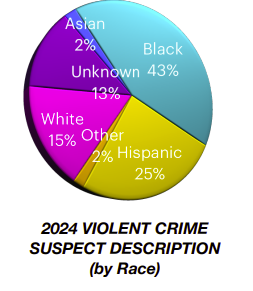 Asian
2%
Black
43%
Unknown
13%
White
15%
Other
2%
Hispanic
25%
2024 VIOLENT CRIME
SUSPECT DESCRIPTION
(by Race)